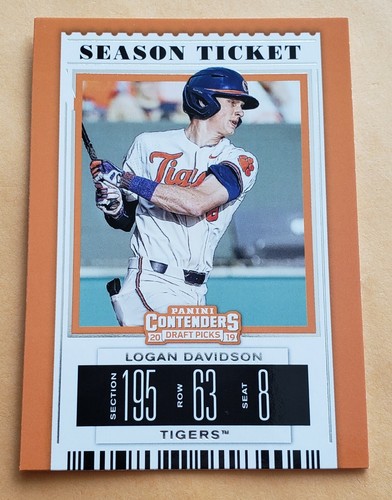 SEASON TICKET
Tigers
PANINI
CONTENDERS
20 DRAFT PICKS 19
LOGAN DAVIDSON
SECTION 195 ROW 63 SEAT 8
TIGERS™